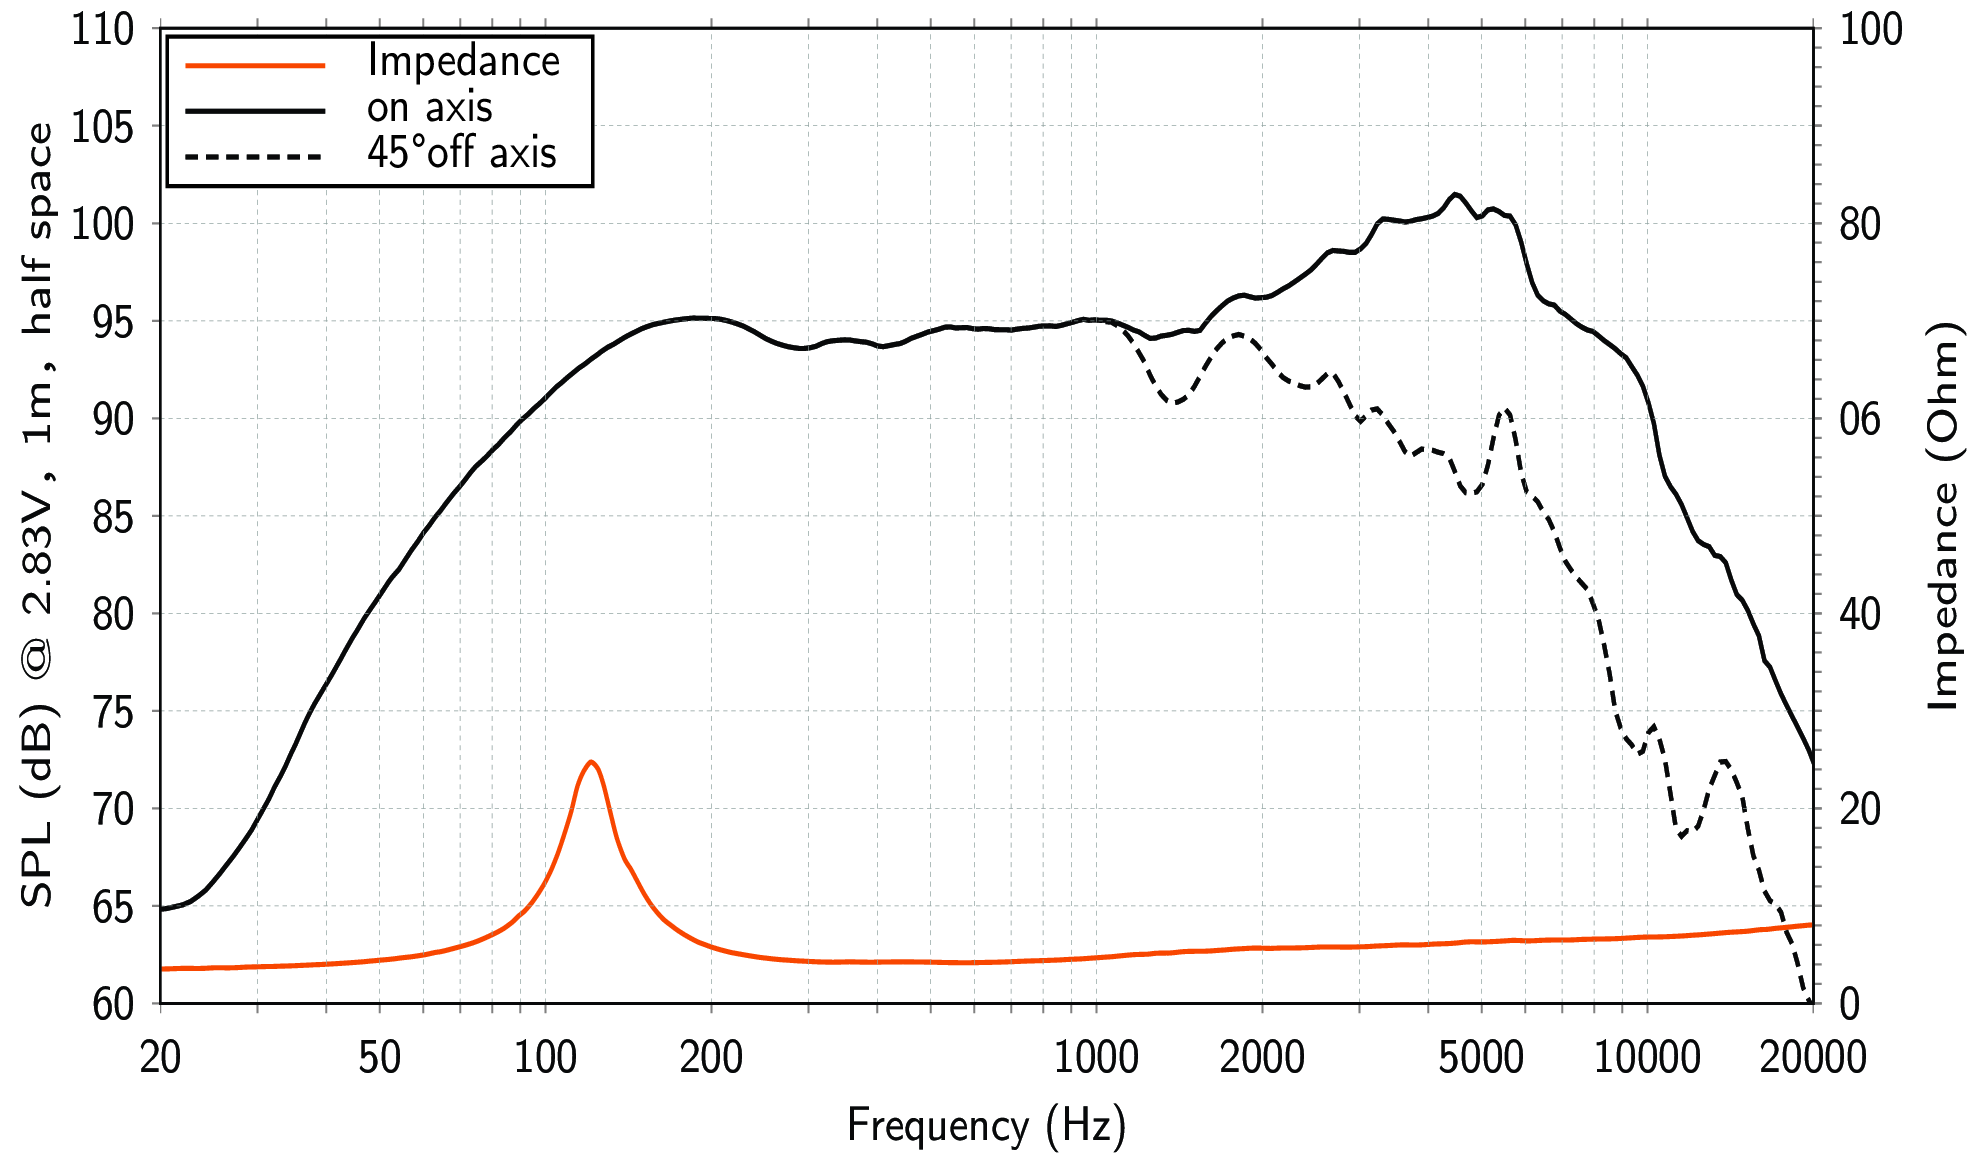 Impedance
on axis
45°off axis
SPL (dB) @ 2.83V, 1m, half space
110
105
100
95
90
85
80
75
70
65
60
100
80
06
40
20
0
Impedance (Ohm)
20 50 100 200 1000 2000 5000 10000 20000
Frequency (Hz)